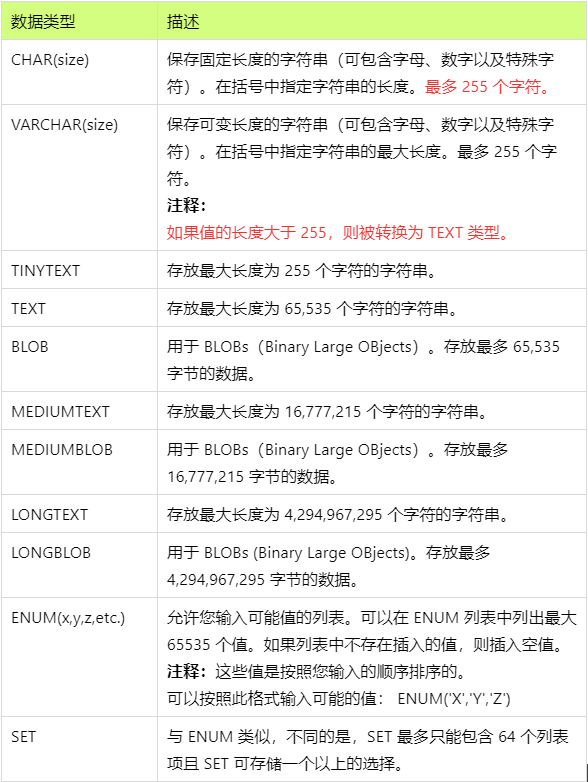 数据类型 描述
CHAR(size) 保存固定长度的字符串（可包含字母、数字以及特殊字
符）。在括号中指定字符串的长度。最多 255 个字符。
VARCHAR(size) 保存可变长度的字符串（可包含字母、数字以及特殊字
符）。在括号中指定字符串的最大长度。最多 255 个字
符。
注释：
如果值的长度大于 255，则被转换为 TEXT 类型。
TINYTEXT 存放最大长度为 255 个字符的字符串。
TEXT 存放最大长度为 65,535 个字符的字符串。
BLOB 用于 BLOBs（Binary Large OBjects）。存放最多 65,535
字节的数据。
MEDIUMTEXT 存放最大长度为 16,777,215 个字符的字符串。
MEDIUMBLOB 用于 BLOBs（Binary Large OBjects）。存放最多
16,777,215 字节的数据。
LONGTEXT 存放最大长度为 4,294,967,295 个字符的字符串。
LONGBLOB 用于 BLOBs (Binary Large OBjects)。存放最多
4,294,967,295 字节的数据。
ENUM(x,y,z,etc.) 允许您输入可能值的列表。可以在 ENUM 列表中列出最大
65535 个值。如果列表中不存在插入的值，则插入空值。
注释：这些值是按照您输入的顺序排序的。
可以按照此格式输入可能的值： ENUM('X','Y','Z')
SET 与 ENUM 类似，不同的是，SET 最多只能包含 64 个列表
项且 SET 可存储一个以上的选择。